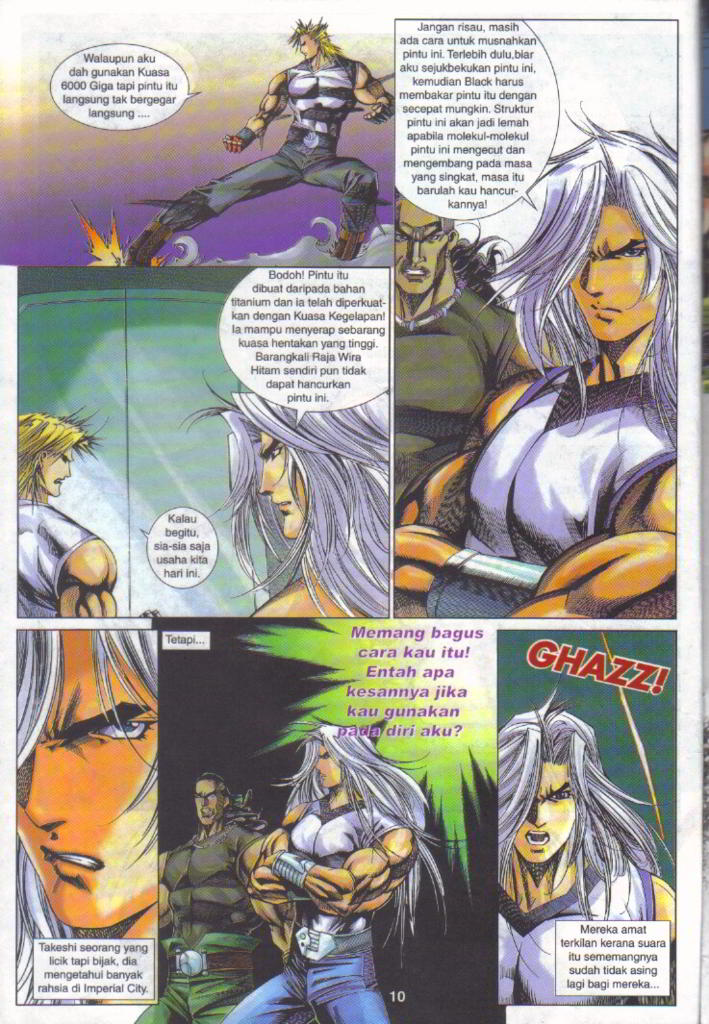 Walaupun aku
dah gunakan Kuasa
6000 Giga tapi pintu itu
langsung tak bergegar
langsung ....
Bodoh! Pintu itu
dibuat daripada bahan
titanium dan ia telah diperkuat-
kan dengan Kuasa Kegelapan!
Ia mampu menyerap sebarang
kuasa hentakan yang tinggi.
Barangkali Raja Wira
Hitam sendiri pun tidak
dapat hancurkan
pintu ini.
Kalau
begitu,
sia-sia saja
usaha kita
hari ini.
Jangan risau, masih
ada cara untuk musnahkan
pintu ini. Terlebih dulu,biar
aku sejukbekukan pintu ini,
kemudian Black harus
membakar pintu itu dengan
secepat mungkin. Struktur
pintu ini akan jadi lemah
apabila molekul-molekul
pintu ini mengecut dan
mengembang pada masa
yang singkat, masa itu
barulah kau hancur-
kannya!
Takeshi seorang yang
licik tapi bijak, dia
mengetahui banyak
rahsia di Imperial City.
Tetapi...
Memang bagus
cara kau itu!
Entah apa
kesannya jika
kau gunakan
pada diri aku?
GHAZZ!
Mereka amat
terkilan kerana suara
itu sememangnya
sudah tidak asing
lagi bagi mereka...
10